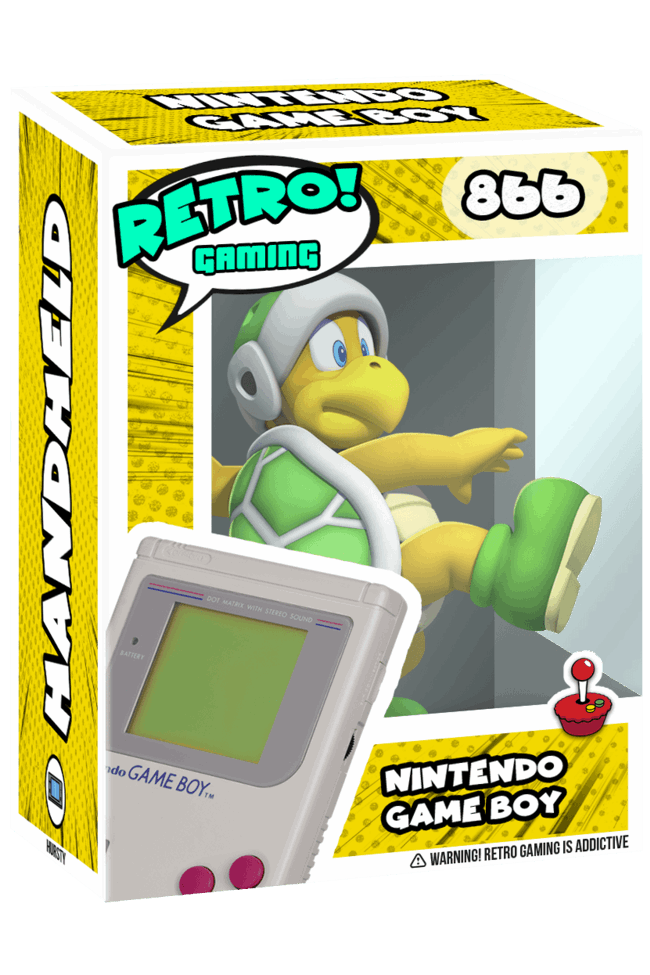 NINTENDO
GAME BOY
RETRO!
GAMING
866
HANDHELD
DOT MATRIX WITH STEREO SOUND
BATTERY
ndo GAME BOY TM
NINTENDO
GAME BOY
WARNING! RETRO GAMING IS ADDICTIVE
HURSTY